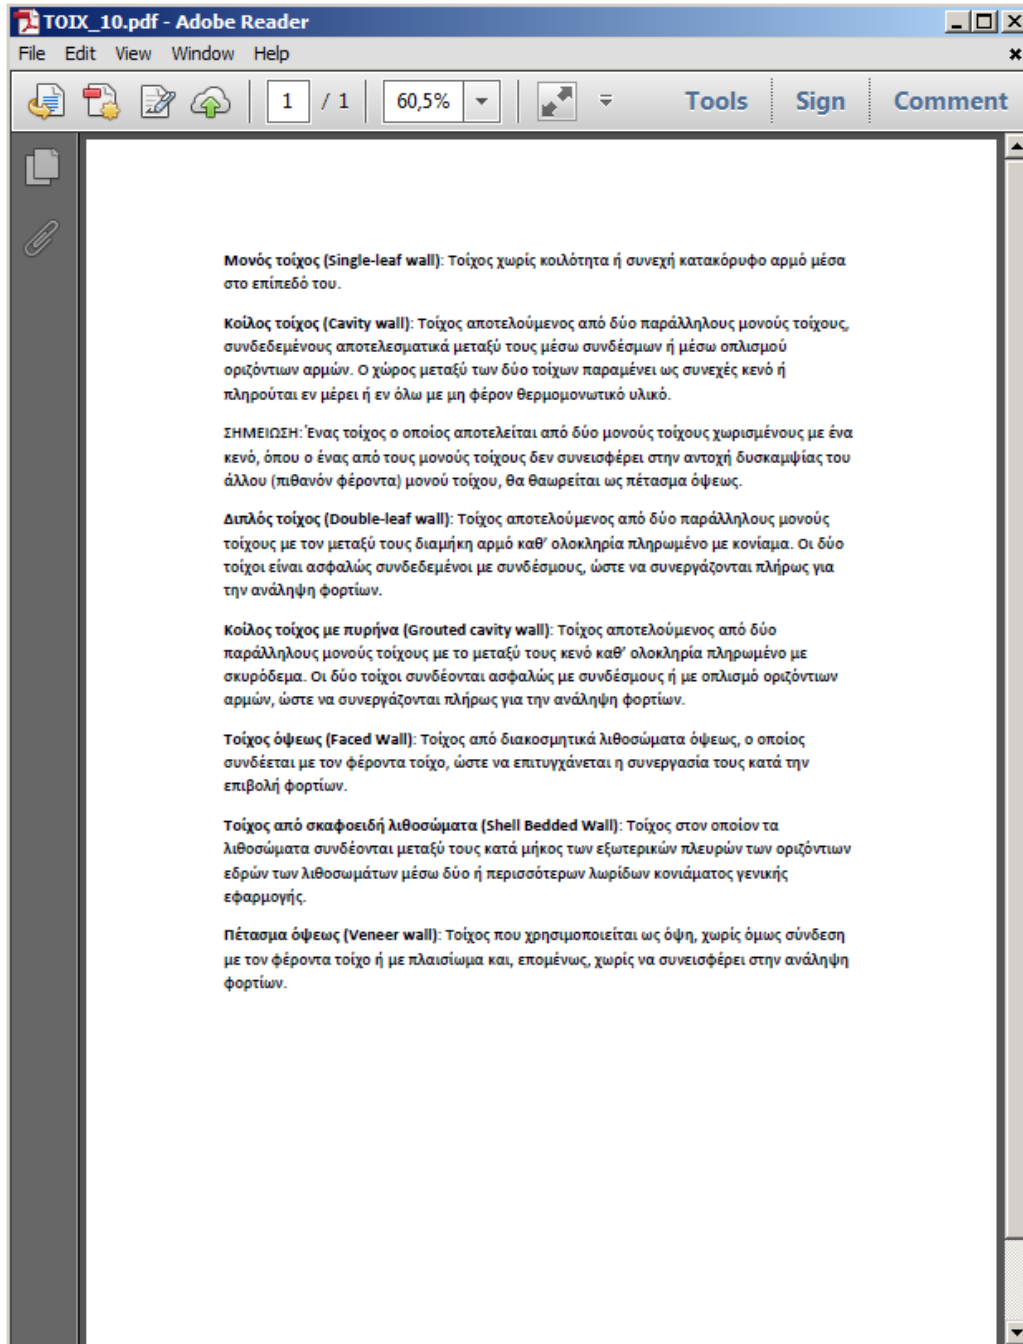 TOIX_10.pdf - Adobe Reader
File Edit View Window Help
1 / 1 60,5% Tools Sign Comment
Μονός τοίχος (Single-leaf wall): Τοίχος χωρίς κοιλότητα ή συνεχή κατακόρυφο αρμό μέσα
στο επίπεδό του.
Κοίλος τοίχος (Cavity wall): Τοίχος αποτελούμενος από δύο παράλληλους μονούς τοίχους,
συνδεδεμένους αποτελεσματικά μεταξύ τους μέσω συνδέσμων ή μέσω οπλισμού
οριζόντιων αρμών. Ο χώρος μεταξύ των δύο τοίχων παραμένει ως συνεχές κενό ή
πληρούται εν μέρει ή εν όλω με μη φέρον θερμομονωτικό υλικό.
ΣΗΜΕΙΩΣΗ: Ένας τοίχος ο οποίος αποτελείται από δύο μονούς τοίχους χωρισμένους με ένα
κενό, όπου ο ένας από τους μονούς τοίχους δεν συνεισφέρει στην αντοχή δυσκαμψίας του
άλλου (πιθανόν φέροντα) μονού τοίχου, θα θαωρείται ως πέτασμα όψεως.
Διπλός τοίχος (Double-leaf wall): Τοίχος αποτελούμενος από δύο παράλληλους μονούς
τοίχους με τον μεταξύ τους διαμήκη αρμό καθ’ ολοκληρία πληρωμένο με κονίαμα. Οι δύο
τοίχοι είναι ασφαλώς συνδεδεμένοι με συνδέσμους, ώστε να συνεργάζονται πλήρως για
την ανάληψη φορτίων.
Κοίλος τοίχος με πυρήνα (Grouted cavity wall): Τοίχος αποτελούμενος από δύο
παράλληλους μονούς τοίχους με το μεταξύ τους κενό καθ’ ολοκληρία πληρωμένο με
σκυρόδεμα. Οι δύο τοίχοι συνδέονται ασφαλώς με συνδέσμους ή με οπλισμό οριζόντιων
αρμών, ώστε να συνεργάζονται πλήρως για την ανάληψη φορτίων.
Τοίχος όψεως (Faced Wall): Τοίχος από διακοσμητικά λιθοσώματα όψεως, ο οποίος
συνδέεται με τον φέροντα τοίχο, ώστε να επιτυγχάνεται η συνεργασία τους κατά την
επιβολή φορτίων.
Τοίχος από σκαφοειδή λιθοσώματα (Shell Bedded Wall): Τοίχος στον οποίον τα
λιθοσώματα συνδέονται μεταξύ τους κατά μήκος των εξωτερικών πλευρών των οριζόντιων
εδρών των λιθοσωμάτων μέσω δύο ή περισσότερων λωρίδων κονιάματος γενικής
εφαρμογής.
Πέτασμα όψεως (Veneer wall): Τοίχος που χρησιμοποιείται ως όψη, χωρίς όμως σύνδεση
με τον φέροντα τοίχο ή με πλαισίωμα και, επομένως, χωρίς να συνεισφέρει στην ανάληψη
φορτίων.